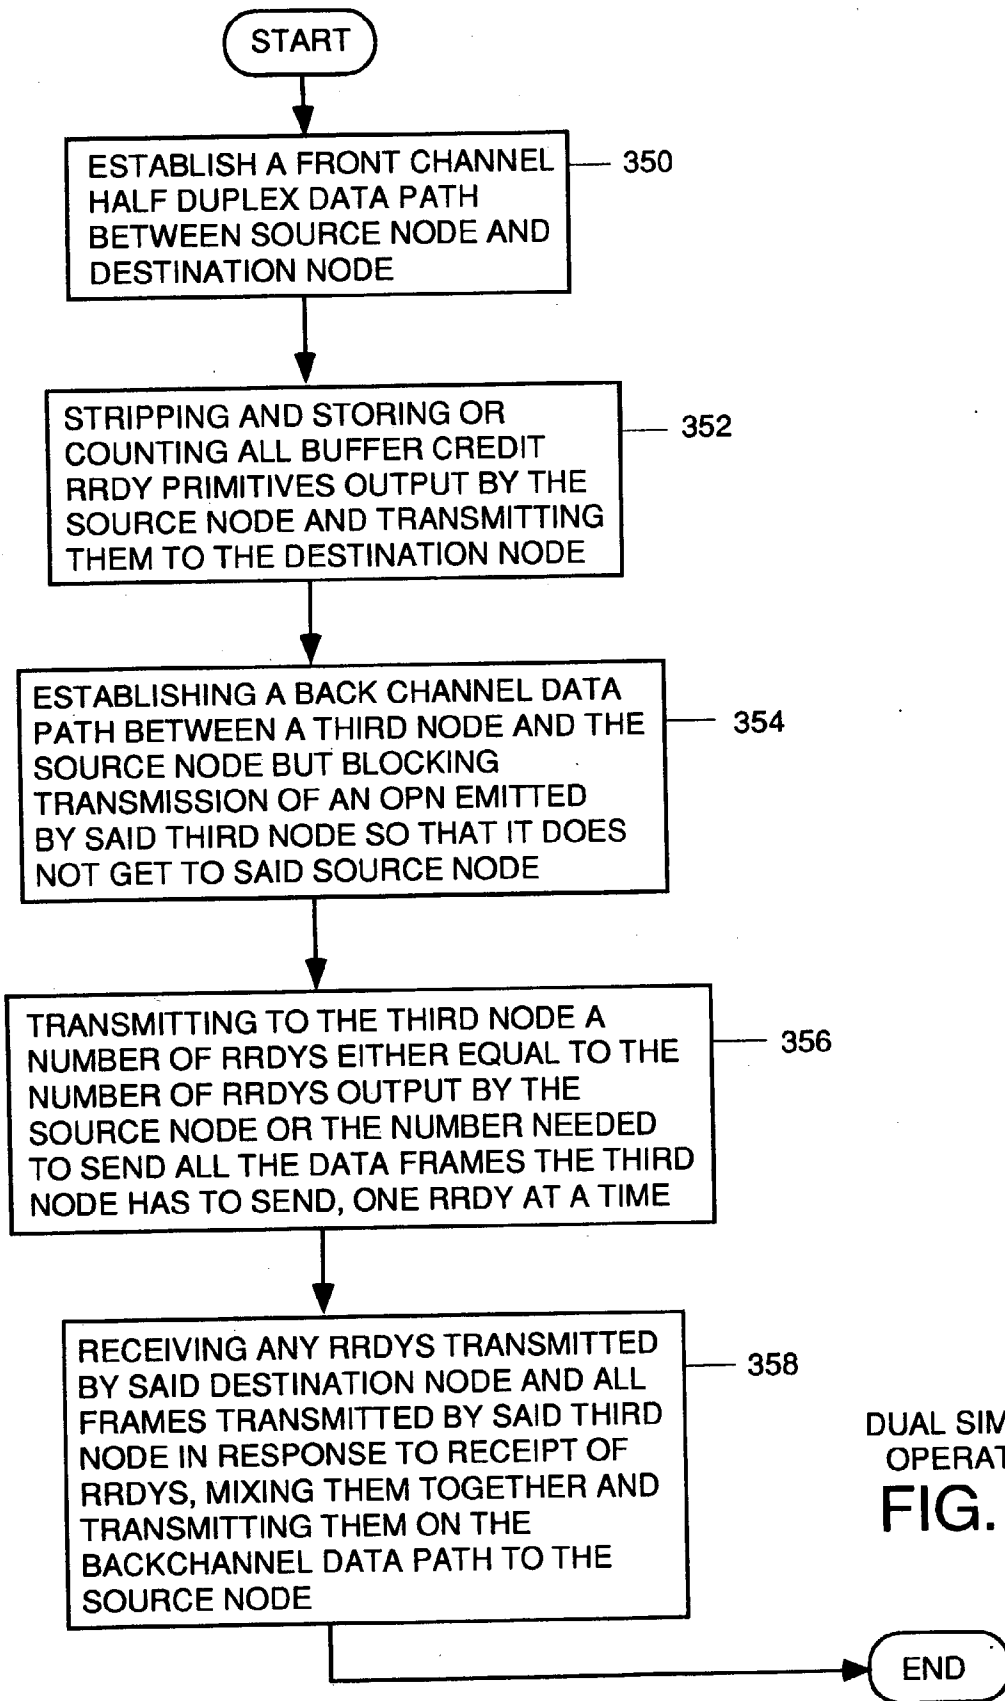 START
ESTABLISH A FRONT CHANNEL
HALF DUPLEX DATA PATH
BETWEEN SOURCE NODE AND
DESTINATION NODE
350
STRIPPING AND STORING OR
COUNTING ALL BUFFER CREDIT
RRDY PRIMITIVES OUTPUT BY THE
SOURCE NODE AND TRANSMITTING
THEM TO THE DESTINATION NODE
352
ESTABLISHING A BACK CHANNEL DATA
PATH BETWEEN A THIRD NODE AND THE
SOURCE NODE BUT BLOCKING
TRANSMISSION OF AN OPN EMITTED
BY SAID THIRD NODE SO THAT IT DOES
NOT GET TO SAID SOURCE NODE
354
TRANSMITTING TO THE THIRD NODE A
NUMBER OF RRDYS EITHER EQUAL TO THE
NUMBER OF RRDYS OUTPUT BY THE
SOURCE NODE OR THE NUMBER NEEDED
TO SEND ALL THE DATA FRAMES THE THIRD
NODE HAS TO SEND, ONE RRDY AT A TIME
356
RECEIVING ANY RRDYS TRANSMITTED
BY SAID DESTINATION NODE AND ALL
FRAMES TRANSMITTED BY SAID THIRD
NODE IN RESPONSE TO RECEIPT OF
RRDYS, MIXING THEM TOGETHER AND
TRANSMITTING THEM ON THE
BACKCHANNEL DATA PATH TO THE
SOURCE NODE
358
DUAL SIM
OPERAT
FIG.
END